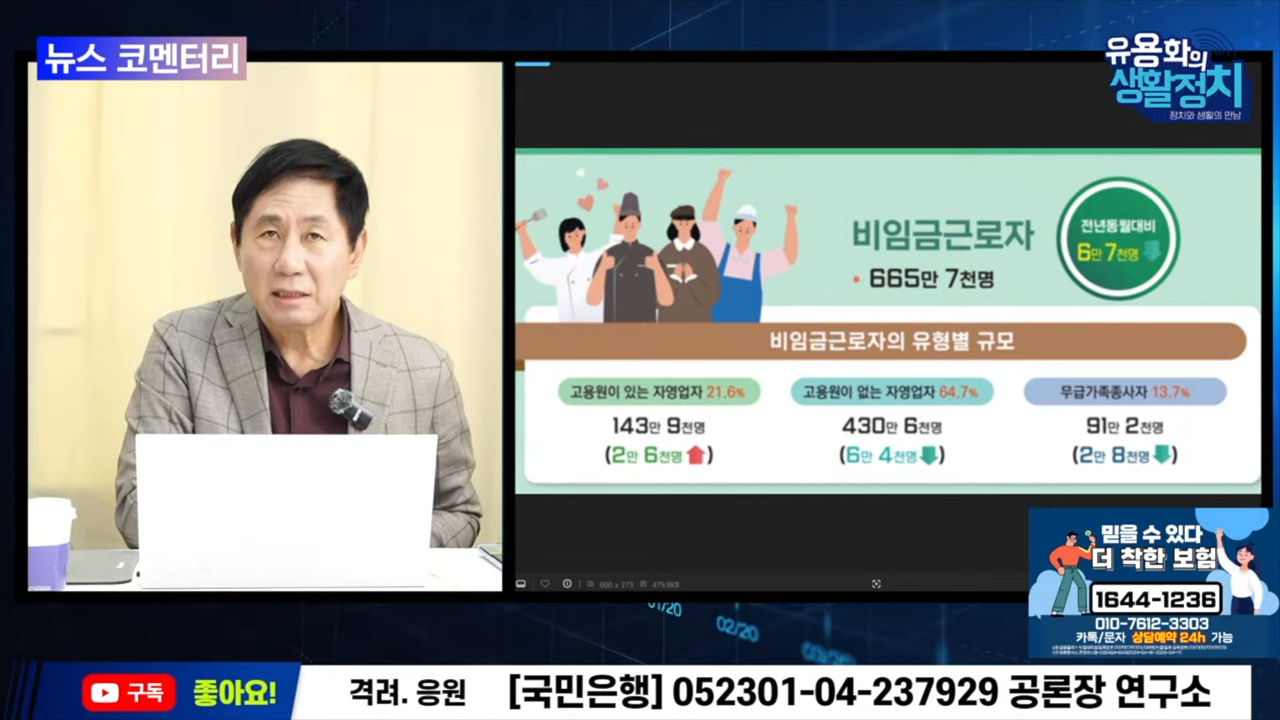 뉴스 코멘터리
유용화의
생활정치
정치와 생활의 만남
비임금근로자
• 665만 7천명
전년동월대비
6만 7천명
비임금근로자의 유형별 규모
고용원이 있는 자영업자 21.6%
143만 9천명
(2만 6천명)
고용원이 없는 자영업자 64.7%
430만 6천명
(6만 4천명)
무급가족종사자 13.7%
91만 2천명
(2만 8천명)
600 x 273
479.9KB
01/20
02/20
믿을 수 있다
더 착한 보험
1644-1236
010-7612-3303
카톡/문자 상담예약 24h 가능
구독
좋아요!
격려. 응원 [국민은행] 052301-04-237929 공론장 연구소